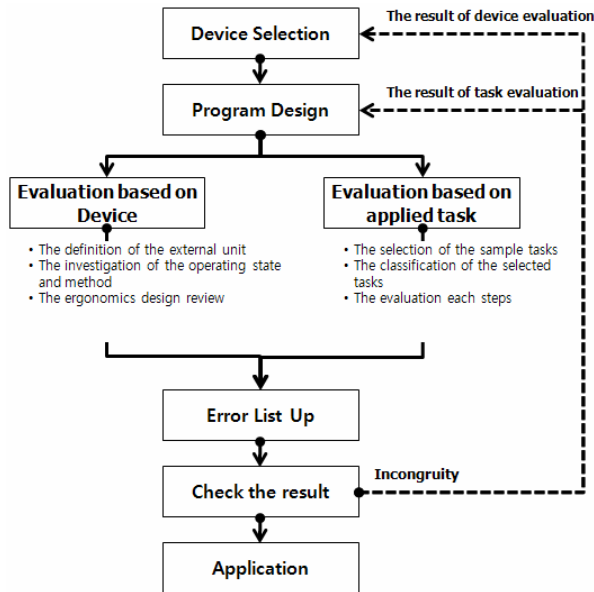 The result of device evaluation
Device Selection
The result of task evaluation
Program Design
Evaluation based on
Device
Evaluation based on
applied task
• The definition of the external unit
• The investigation of the operating state
and method
• The ergonomics design review
• The selection of the sample tasks
• The classification of the selected
tasks
• The evaluation each steps
Error List Up
Incongruity
Check the result
Application